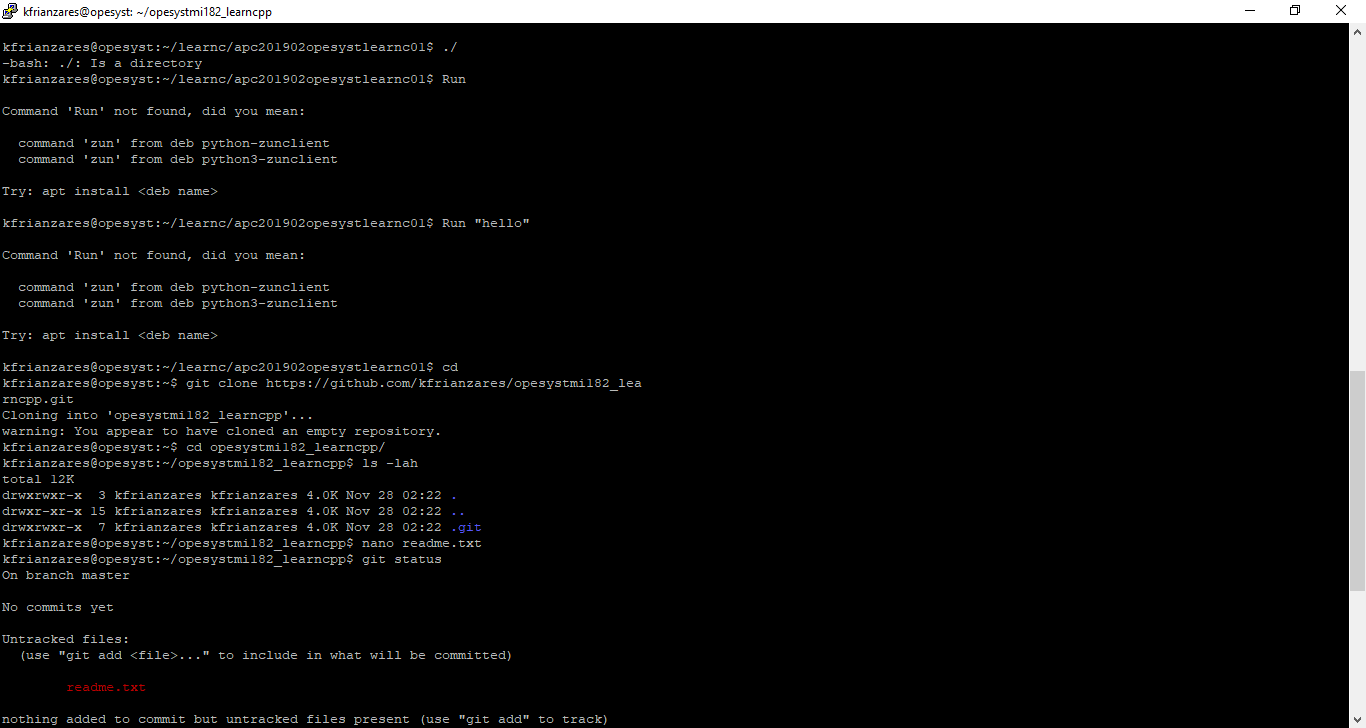 kfrianzares@opesyst: ~/opesystmi182_learncpp
kfrianzares@opesyst:~/learnc/apc201902opesystlearnc01$ ./
-bash: ./: Is a directory
kfrianzares@opesyst:~/learnc/apc201902opesystlearnc01$ Run
Command 'Run' not found, did you mean:
  command 'zun' from deb python-zunclient
  command 'zun' from deb python3-zunclient
Try: apt install <deb name>
kfrianzares@opesyst:~/learnc/apc201902opesystlearnc01$ Run "hello"
Command 'Run' not found, did you mean:
  command 'zun' from deb python-zunclient
  command 'zun' from deb python3-zunclient
Try: apt install <deb name>
kfrianzares@opesyst:~/learnc/apc201902opesystlearnc01$ cd
kfrianzares@opesyst:~$ git clone https://github.com/kfrianzares/opesystmi182_lea
rncpp.git
Cloning into 'opesystmi182_learncpp'...
warning: You appear to have cloned an empty repository.
kfrianzares@opesyst:~$ cd opesystmi182_learncpp/
kfrianzares@opesyst:~/opesystmi182_learncpp$ ls -lah
total 12K
drwxrwxr-x  3 kfrianzares kfrianzares 4.0K Nov 28 02:22 .
drwxr-xr-x 15 kfrianzares kfrianzares 4.0K Nov 28 02:22 ..
drwxrwxr-x  7 kfrianzares kfrianzares 4.0K Nov 28 02:22 .git
kfrianzares@opesyst:~/opesystmi182_learncpp$ nano readme.txt
kfrianzares@opesyst:~/opesystmi182_learncpp$ git status
On branch master
No commits yet
Untracked files:
  (use "git add <file>..." to include in what will be committed)
        readme.txt
nothing added to commit but untracked files present (use "git add" to track)